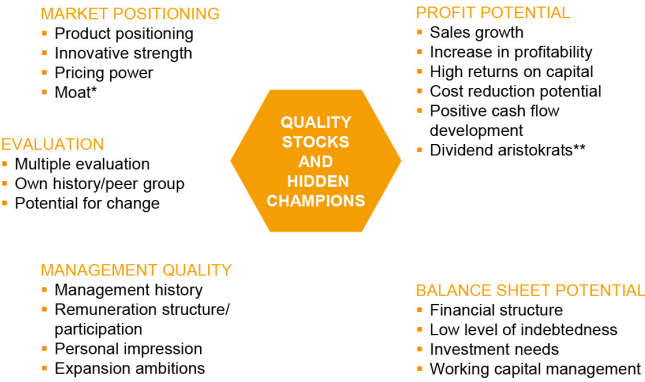 MARKET POSITIONING
▪ Product positioning
▪ Innovative strength
▪ Pricing power
▪ Moat*
PROFIT POTENTIAL
▪ Sales growth
▪ Increase in profitability
▪ High returns on capital
▪ Cost reduction potential
▪ Positive cash flow
development
▪ Dividend aristokrats**
EVALUATION
▪ Multiple evaluation
▪ Own history/peer group
▪ Potential for change
QUALITY
STOCKS
AND
HIDDEN
CHAMPIONS
MANAGEMENT QUALITY
▪ Management history
▪ Remuneration structure/
participation
▪ Personal impression
▪ Expansion ambitions
BALANCE SHEET POTENTIAL
▪ Financial structure
▪ Low level of indebtedness
▪ Investment needs
▪ Working capital management